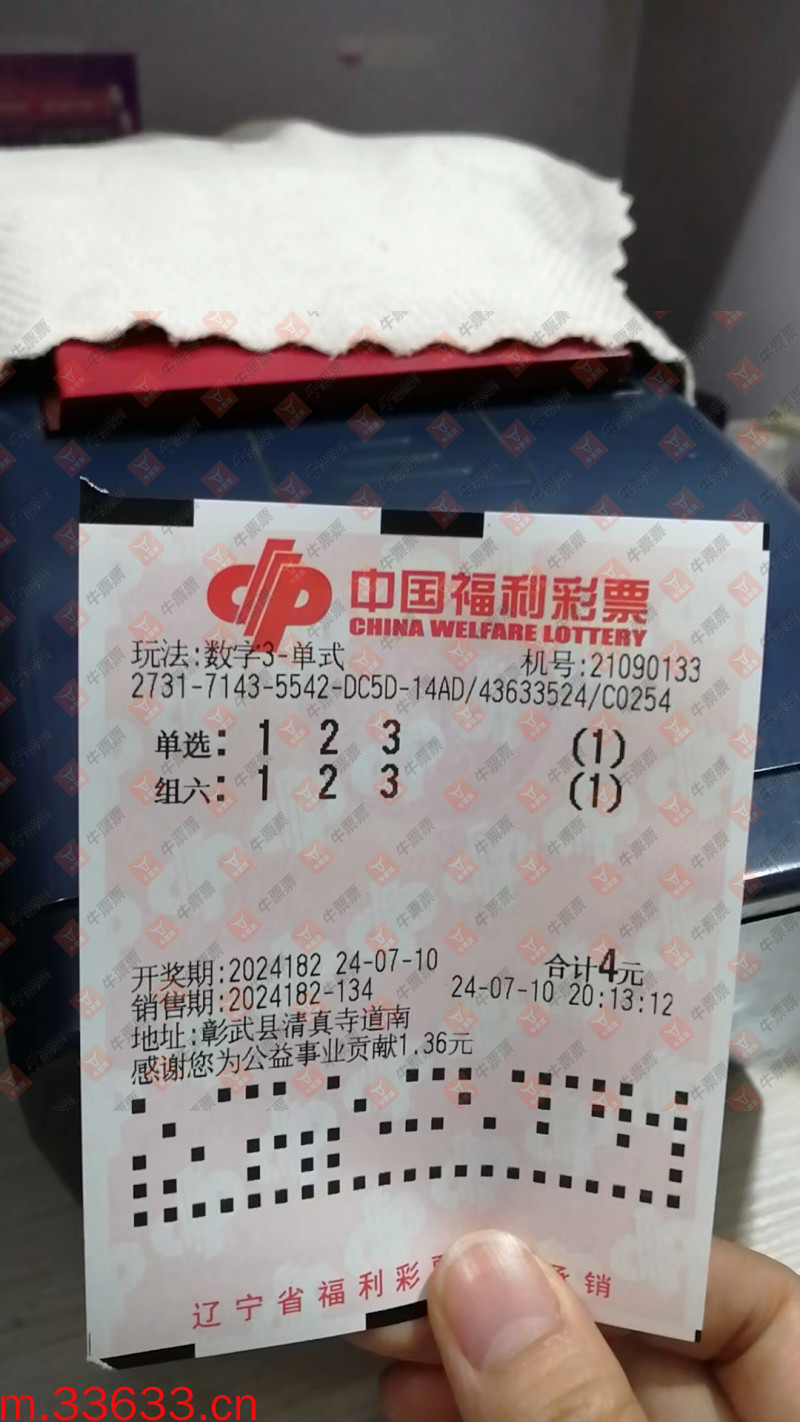 中国福利彩票
CHINA WELFARE LOTTERY
玩法:数字3-单式 机号:21090133
2731-7143-5542-DC5D-14AD/43633524/C0254
单选: 1 2 3 (1)
组六: 1 2 3 (1)
开奖期:2024182 24-07-10 合计4元
销售期:2024182-134 24-07-10 20:13:12
地址:彰武县清真寺道南
感谢您为公益事业贡献1.36元
辽宁省福利彩 承销
m.33633.cn
牛票票